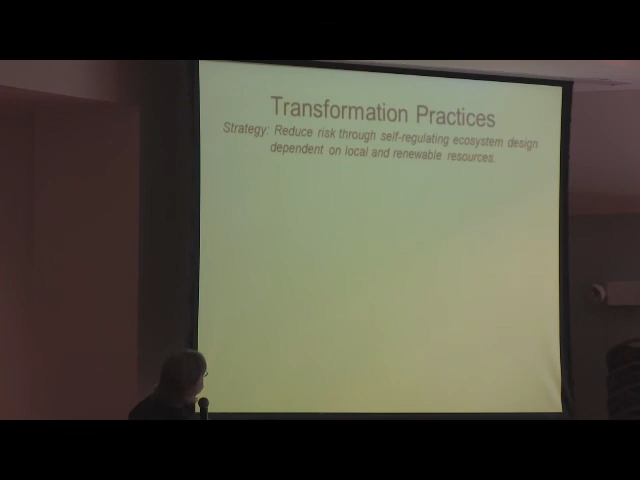 Transformation Practices
Strategy: Reduce risk through self-regulating ecosystem design
dependent on local and renewable resources.